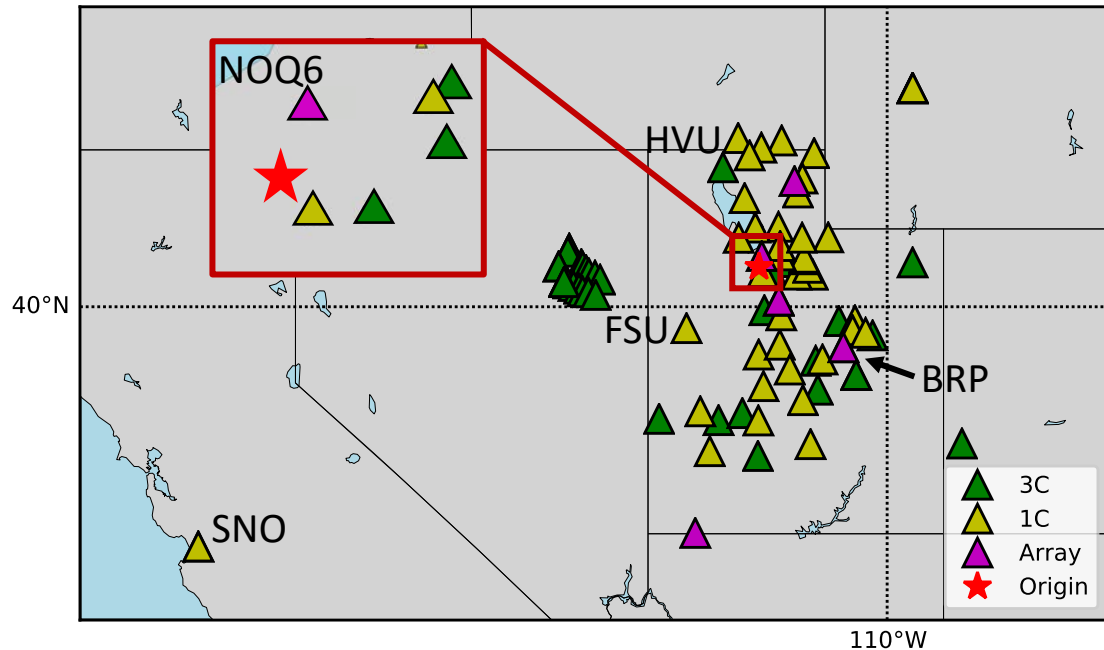 NOQ6
HVU
40°N
FSU
BRP
SNO
3C
1C
Array
Origin
110°W